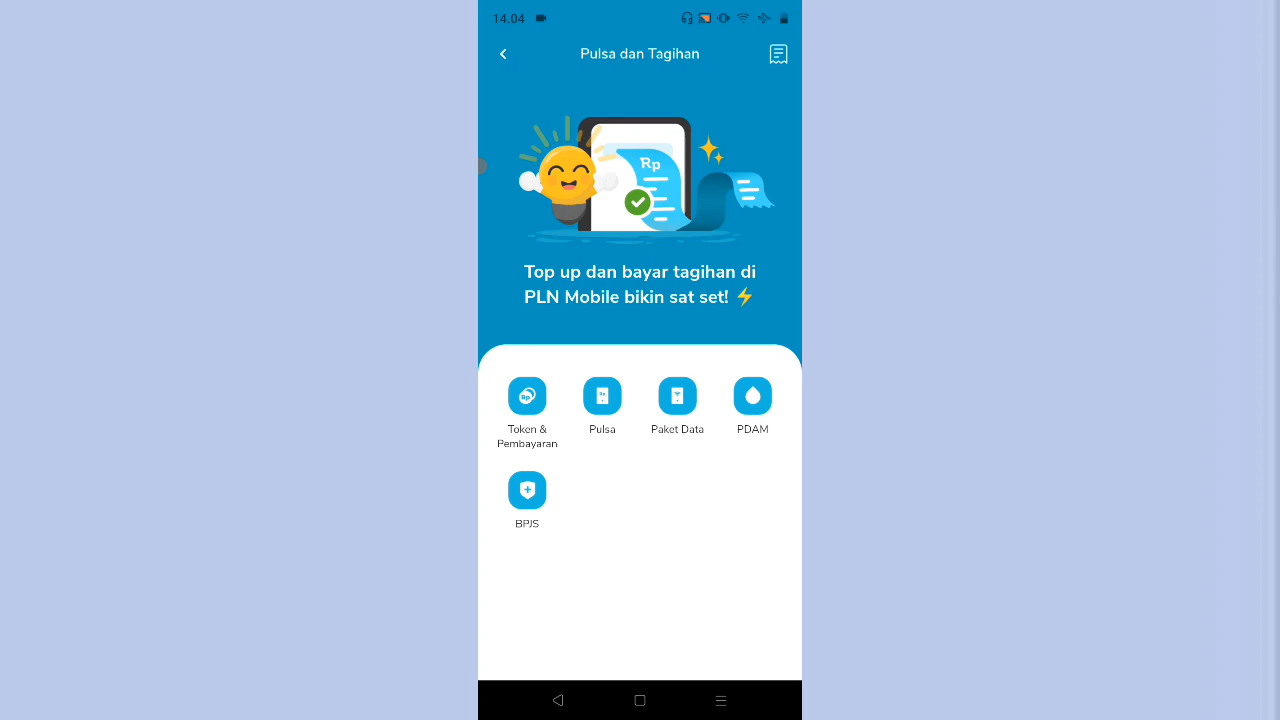 14.04
Pulsa dan Tagihan
Rp
Top up dan bayar tagihan di
PLN Mobile bikin sat set! ⚡
Token &
Pembayaran
Pulsa
Paket Data
PDAM
BPJS